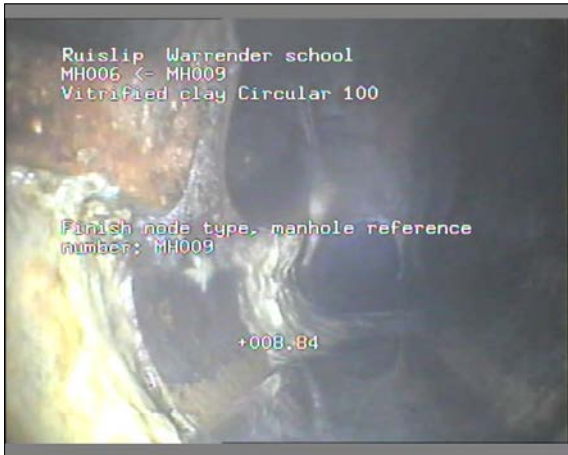 Ruislip Warrender school
MH006 <- MH009
Vitrified clay Circular 100
Finish node type, manhole reference
number: MH009
+008.84